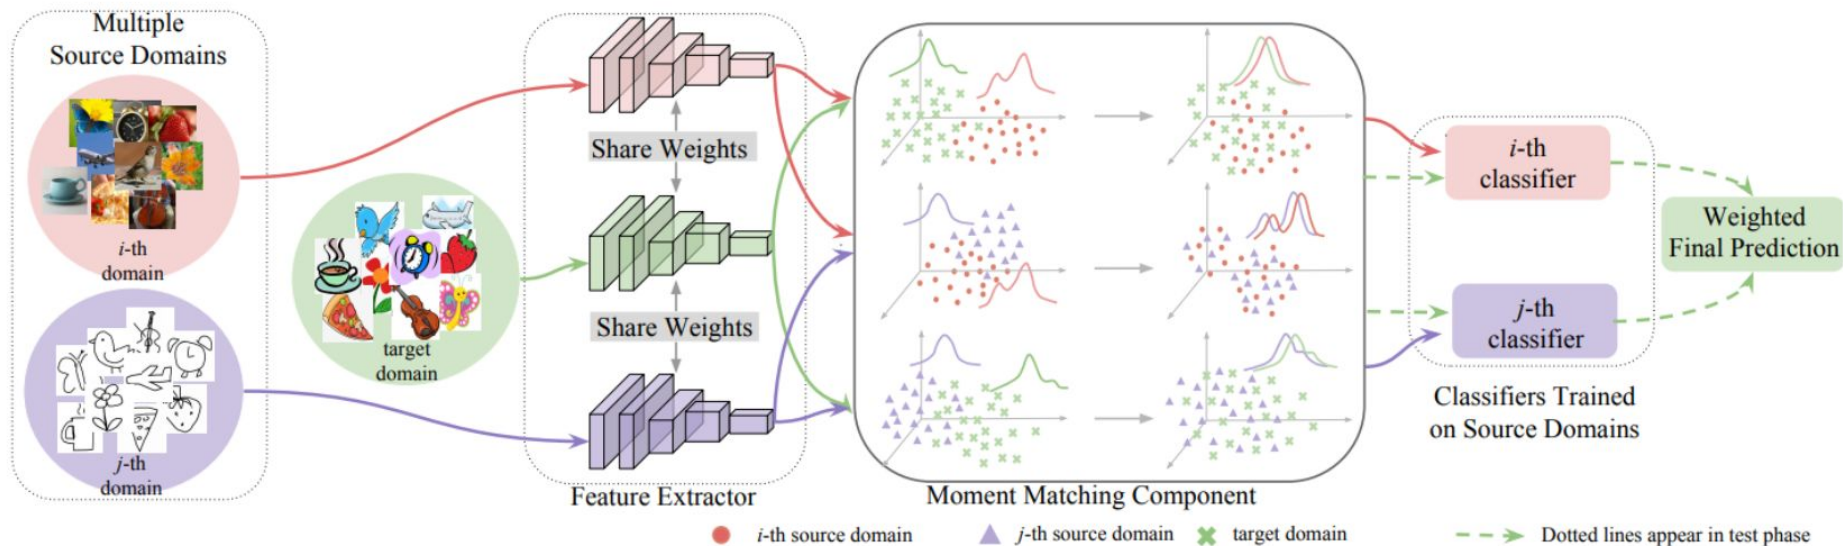 Multiple
Source Domains
i-th
domain
j-th
domain
target
domain
Share Weights
Share Weights
Feature Extractor
Moment Matching Component
i-th
classifier
j-th
classifier
Classifiers Trained
on Source Domains
Weighted
Final Prediction
i-th source domain
j-th source domain
target domain
Dotted lines appear in test phase